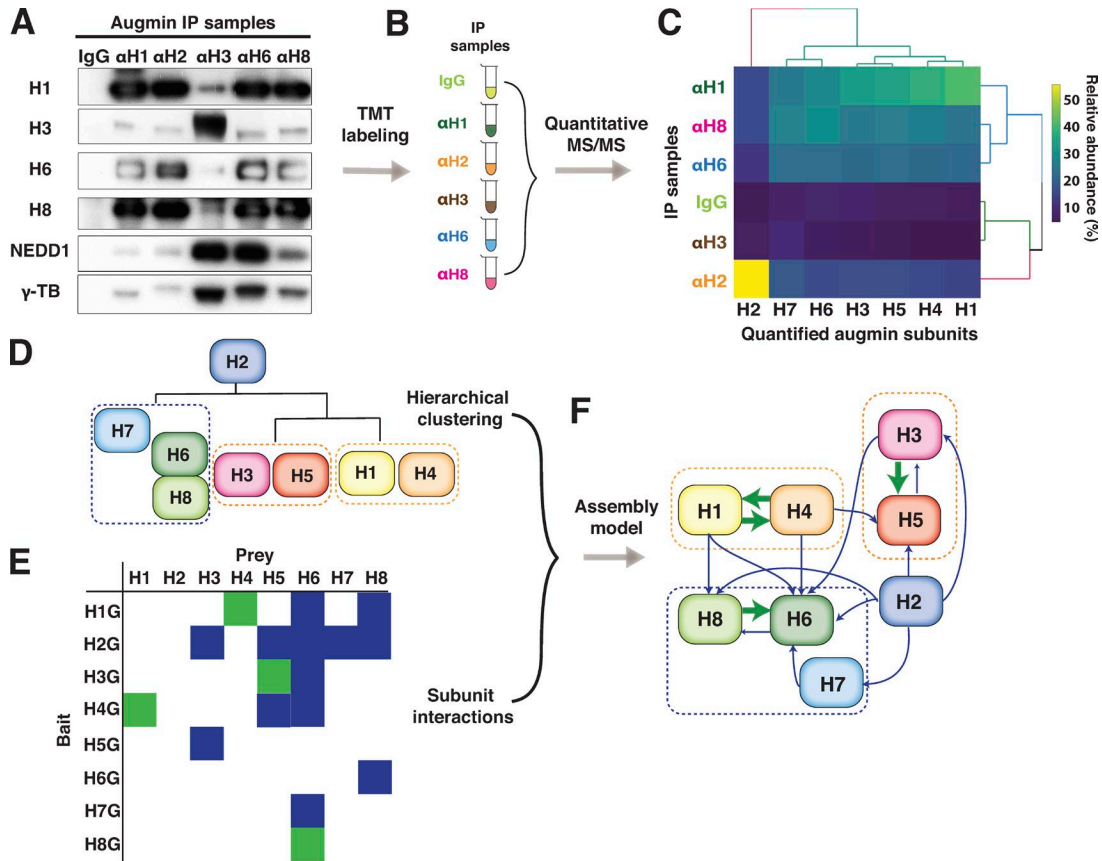 A
Augmin IP samples
IgG αH1 αH2 αH3 αH6 αH8
H1
H3
H6
H8
NEDD1
γ-TB
TMT
labeling
B
IP
samples
IgG
αH1
αH2
αH3
αH6
αH8
Quantitative
MS/MS
C
IP samples
αH1
αH8
αH6
IgG
αH3
αH2
H2 H7 H6 H3 H5 H4 H1
Quantified augmin subunits
50
40
30
20
10
Relative abundance (%)
D
H2
H7
H6
H8
H3
H5
H1
H4
Hierarchical
clustering
E
Prey
H1 H2 H3 H4 H5 H6 H7 H8
Bait
H1G
H2G
H3G
H4G
H5G
H6G
H7G
H8G
Subunit
interactions
Assembly
model
F
H3
H1
H4
H5
H8
H6
H2
H7